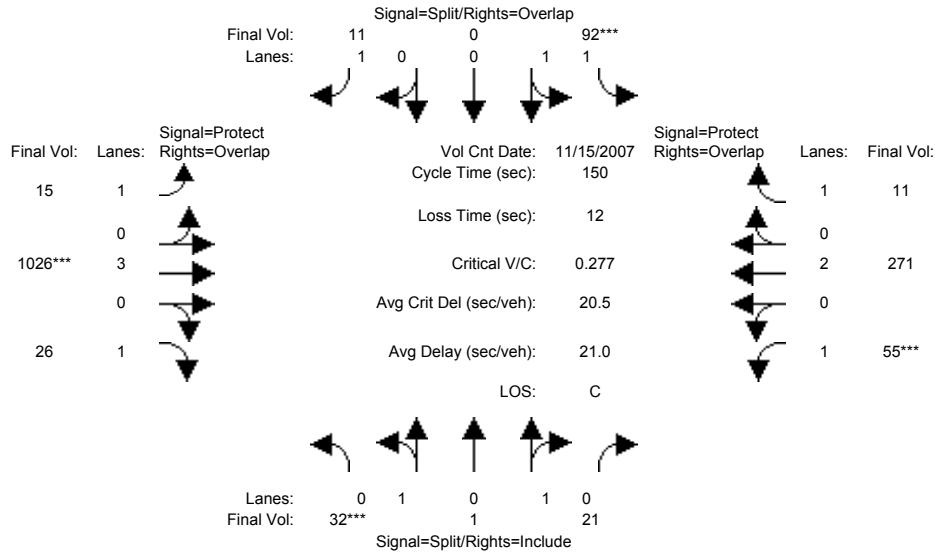 Signal=Split/Rights=Overlap
Final Vol: 11 0 92***
Lanes: 1 0 0 1 1
Signal=Protect Signal=Protect
Final Vol: Lanes: Rights=Overlap Vol Cnt Date: 11/15/2007 Rights=Overlap Lanes: Final Vol:
Cycle Time (sec): 150
15 1 1 11
Loss Time (sec): 12
0 0
1026*** 3 Critical V/C: 0.277 2 271
0 Avg Crit Del (sec/veh): 20.5 0
26 1 Avg Delay (sec/veh): 21.0 1 55***
LOS: C
Lanes: 0 1 0 1 0
Final Vol: 32*** 1 21
Signal=Split/Rights=Include